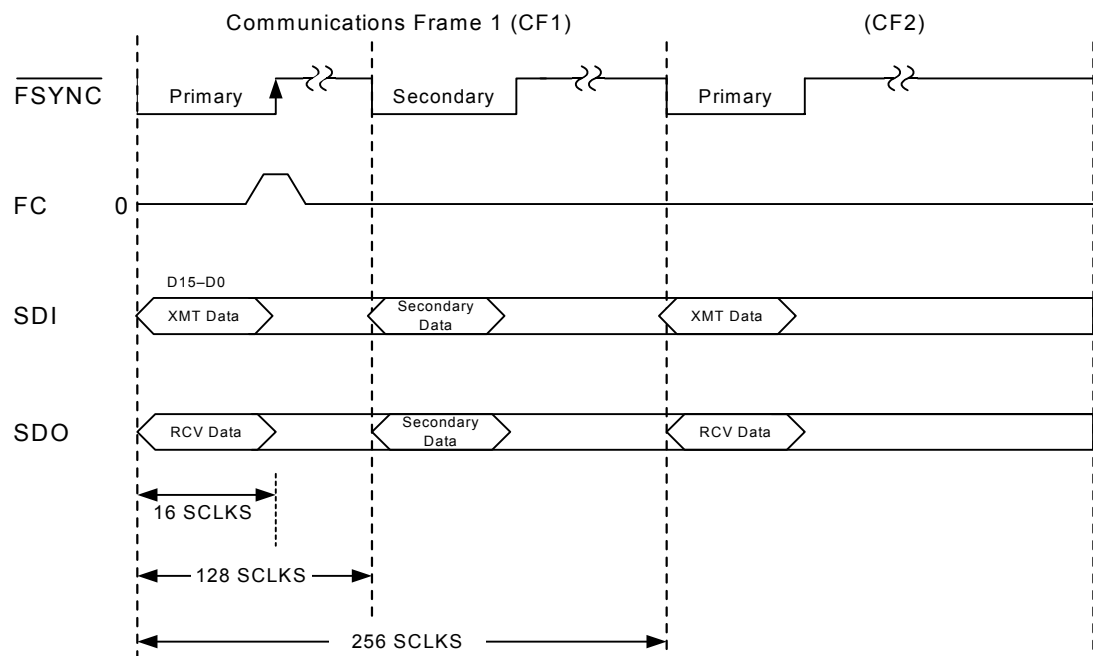 Communications Frame 1 (CF1)
(CF2)
FSYNC
Primary
Secondary
Primary
FC
0
D15–D0
SDI
XMT Data
Secondary
Data
XMT Data
SDO
RCV Data
Secondary
Data
RCV Data
16 SCLKS
128 SCLKS
256 SCLKS